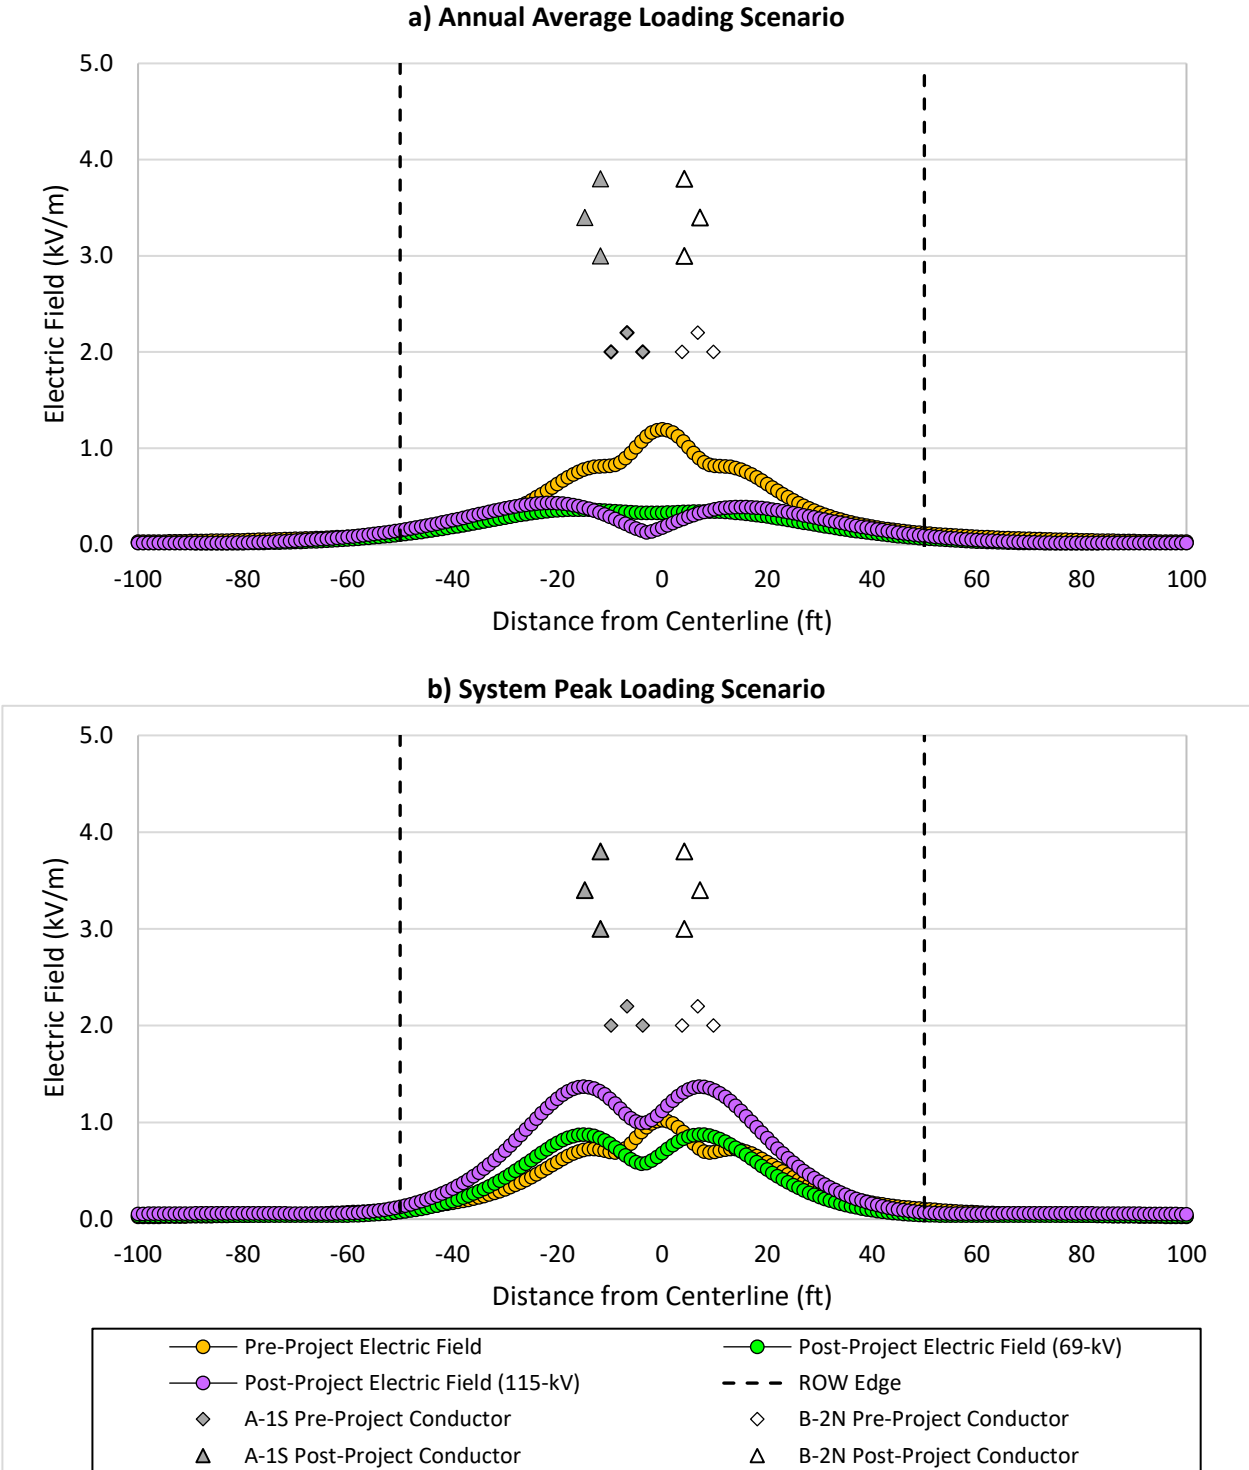 a) Annual Average Loading Scenario
5.0
4.0
3.0
2.0
1.0
0.0
Electric Field (kV/m)
-100 -80 -60 -40 -20 0 20 40 60 80 100
Distance from Centerline (ft)
b) System Peak Loading Scenario
5.0
4.0
3.0
2.0
1.0
0.0
Electric Field (kV/m)
-100 -80 -60 -40 -20 0 20 40 60 80 100
Distance from Centerline (ft)
Pre-Project Electric Field Post-Project Electric Field (69-kV)
Post-Project Electric Field (115-kV) ROW Edge
A-1S Pre-Project Conductor B-2N Pre-Project Conductor
A-1S Post-Project Conductor B-2N Post-Project Conductor